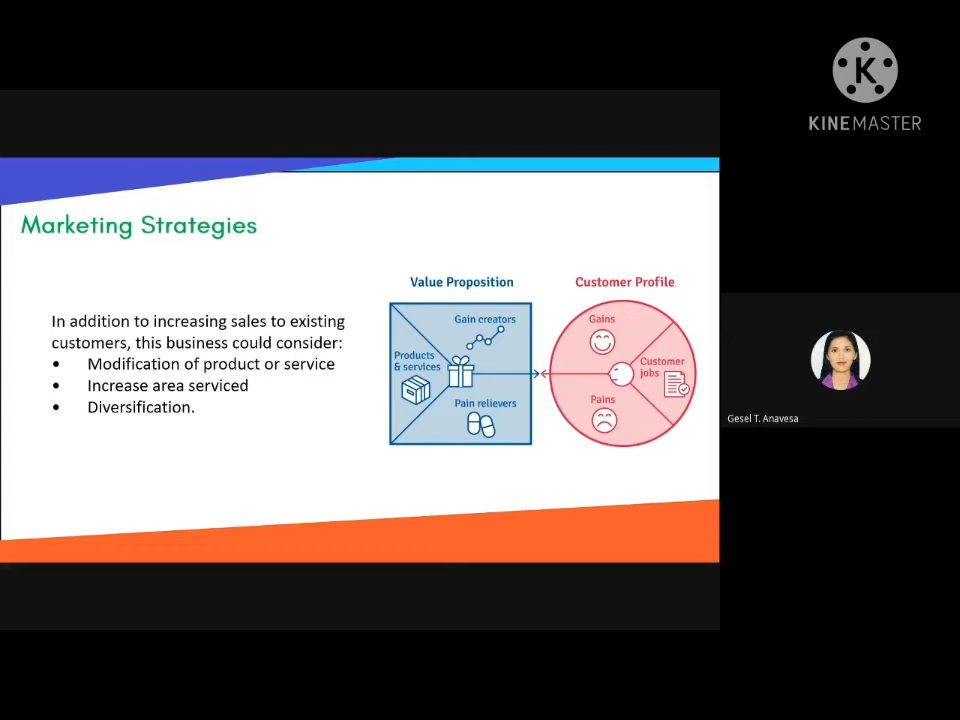 KINEMASTER
Marketing Strategies
In addition to increasing sales to existing
customers, this business could consider:
• Modification of product or service
• Increase area serviced
• Diversification.
Value Proposition
Gain creators
Products
& services
Pain relievers
Customer Profile
Gains
Customer
jobs
Pains
Gesel T. Anavesa